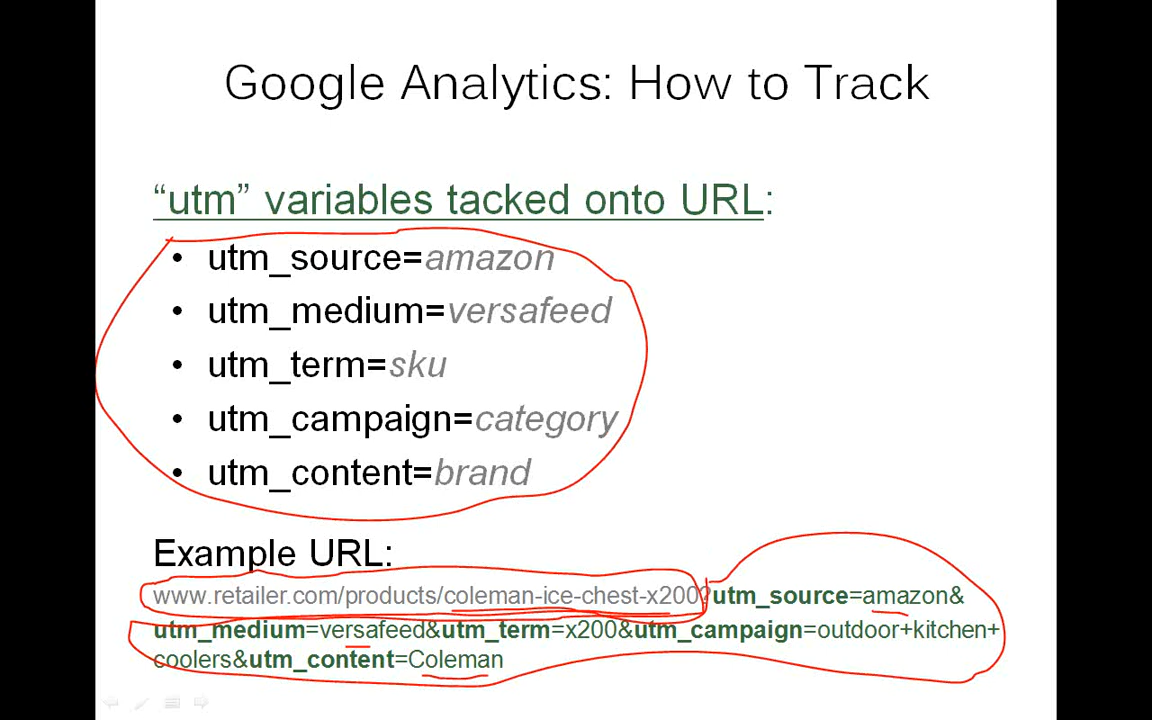 Google Analytics: How to Track
“utm” variables tacked onto URL:
• utm_source=amazon
• utm_medium=versafeed
• utm_term=sku
• utm_campaign=category
• utm_content=brand
Example URL:
www.retailer.com/products/coleman-ice-chest-x200?utm_source=amazon&
utm_medium=versafeed&utm_term=x200&utm_campaign=outdoor+kitchen+
coolers&utm_content=Coleman